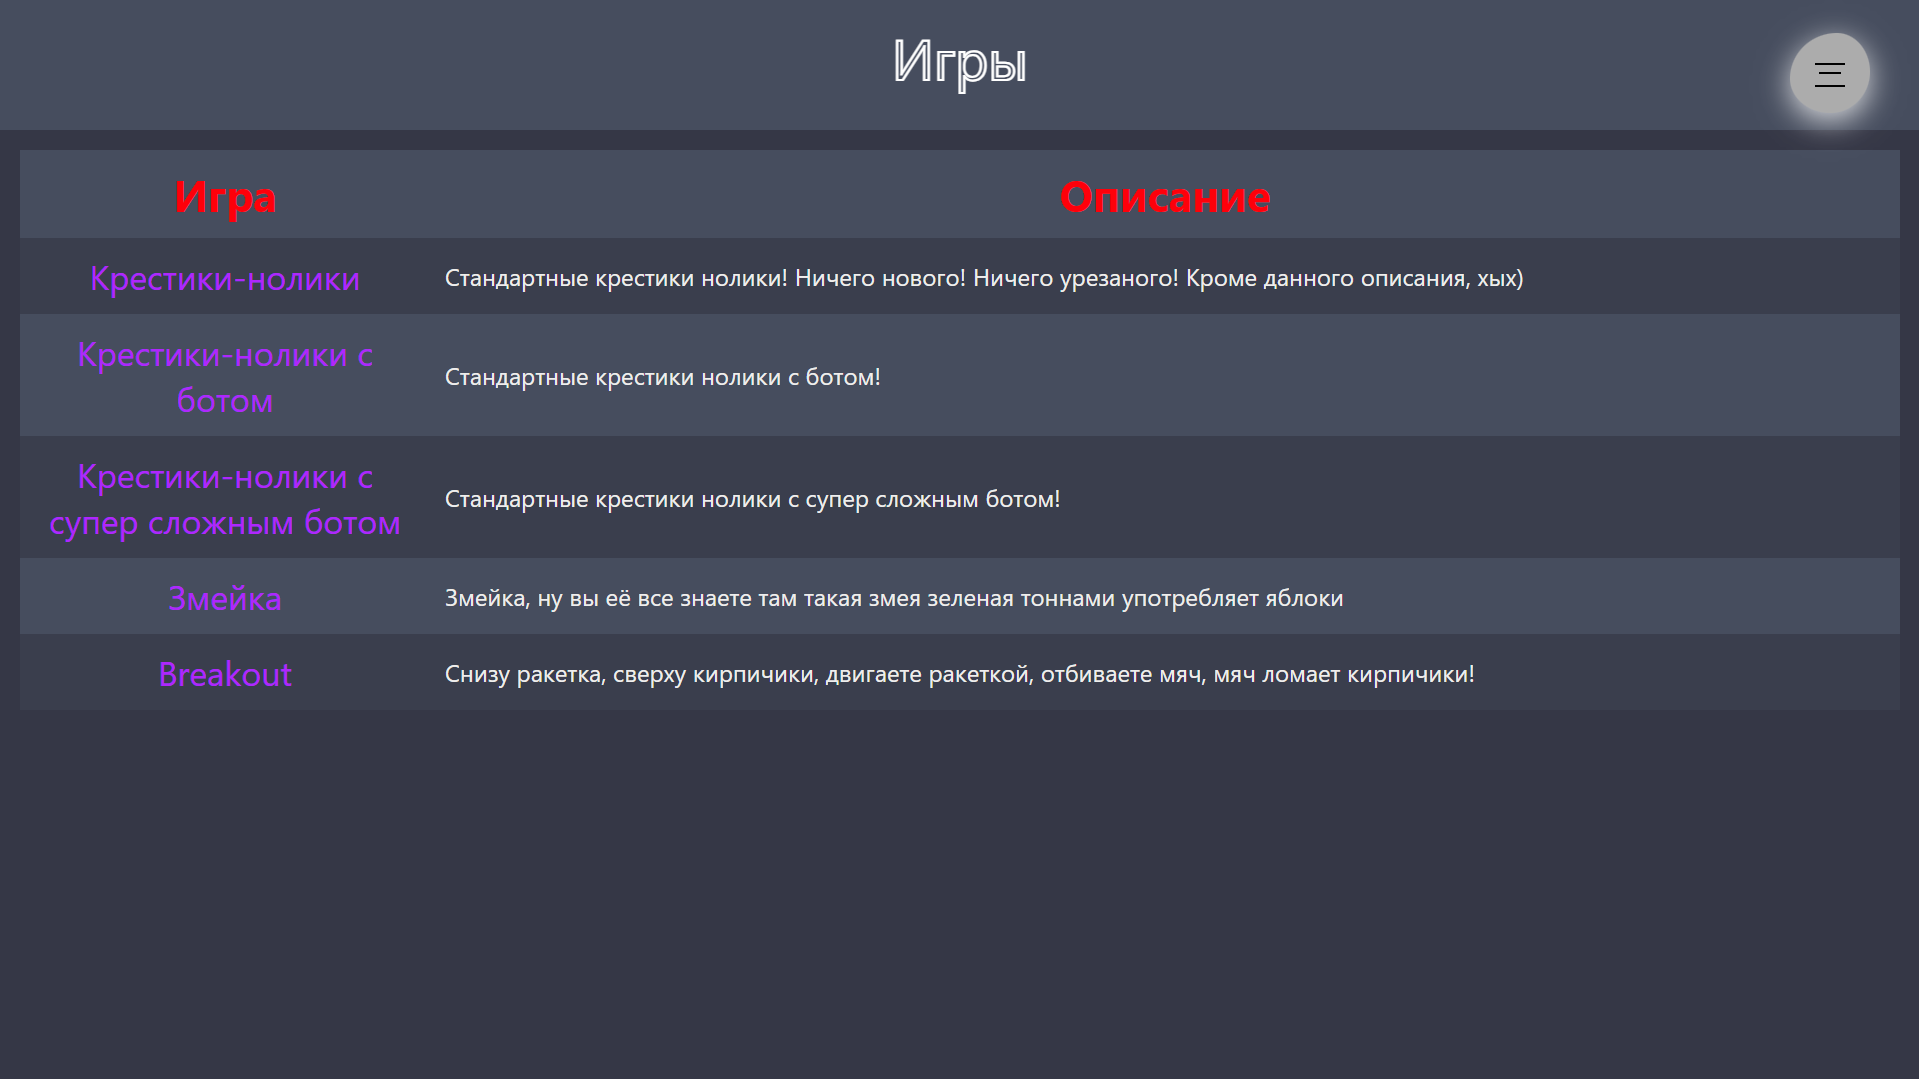 Игры
Игра
Описание
Крестики-нолики
Стандартные крестики нолики! Ничего нового! Ничего урезаного! Кроме данного описания, хых)
Крестики-нолики с
ботом
Стандартные крестики нолики с ботом!
Крестики-нолики с
супер сложным ботом
Стандартные крестики нолики с супер сложным ботом!
Змейка
Змейка, ну вы её все знаете там такая змея зеленая тоннами употребляет яблоки
Breakout
Снизу ракетка, сверху кирпичики, двигаете ракеткой, отбиваете мяч, мяч ломает кирпичики!